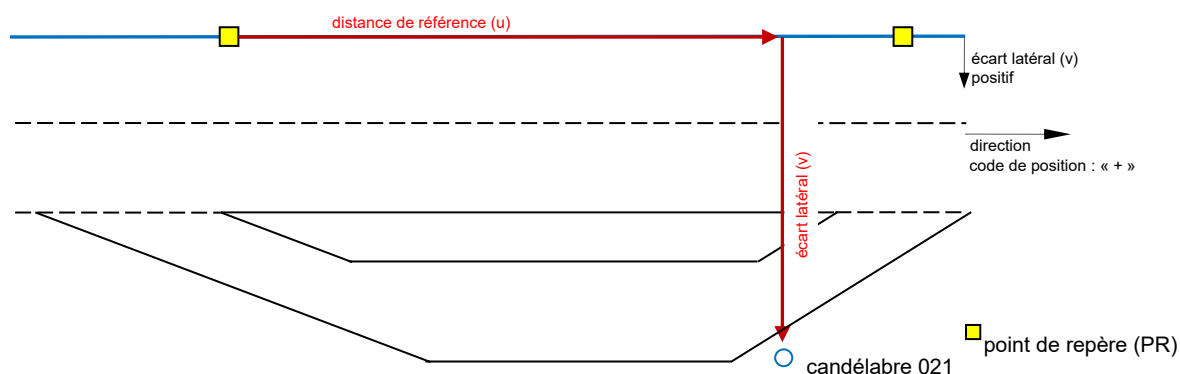 distance de référence (u)
écart latéral (v)
positif
direction
code de position : « + »
écart latéral (v)
point de repère (PR)
candélabre 021